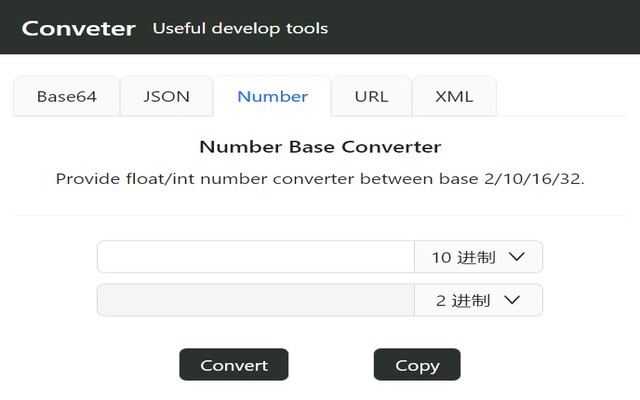 Conveter Useful develop tools
Base64 JSON Number URL XML
Number Base Converter
Provide float/int number converter between base 2/10/16/32.
10 进制
2 进制
Convert Copy